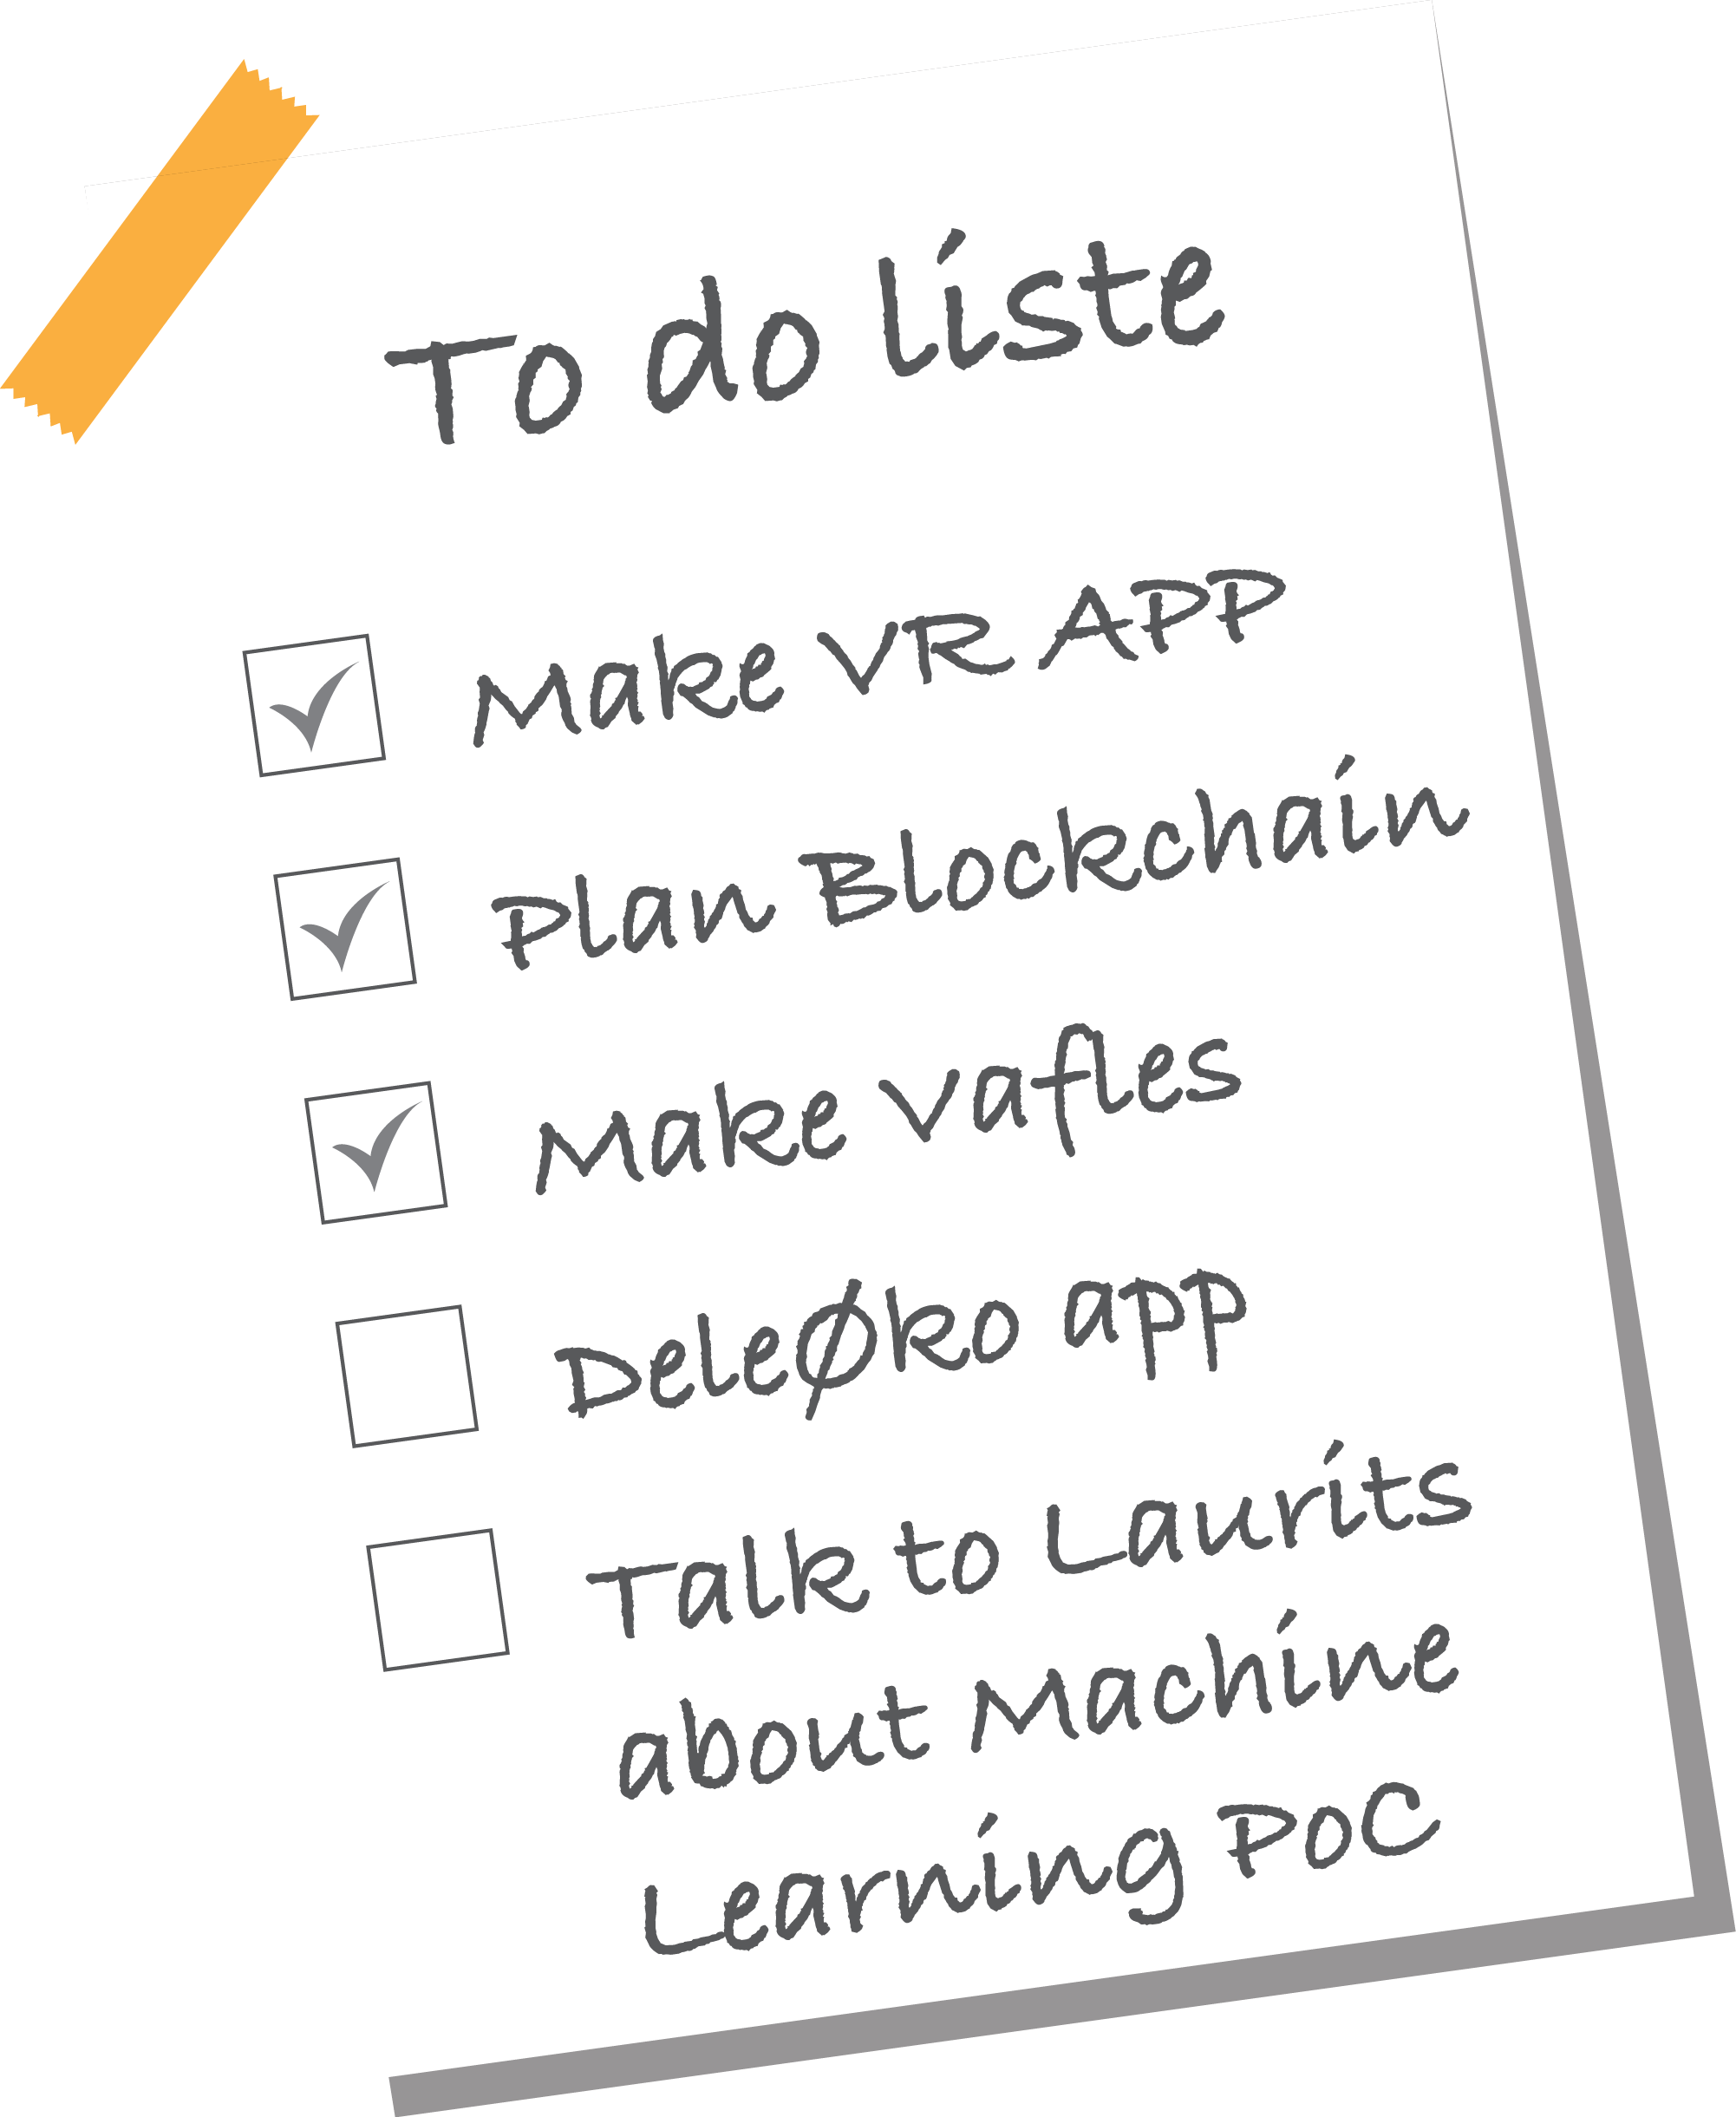 To do liste
Make VR APP
Plan Blockchain
Make vafles
Deleøko app
Talk to Laurits
about Machine
Learning PoC